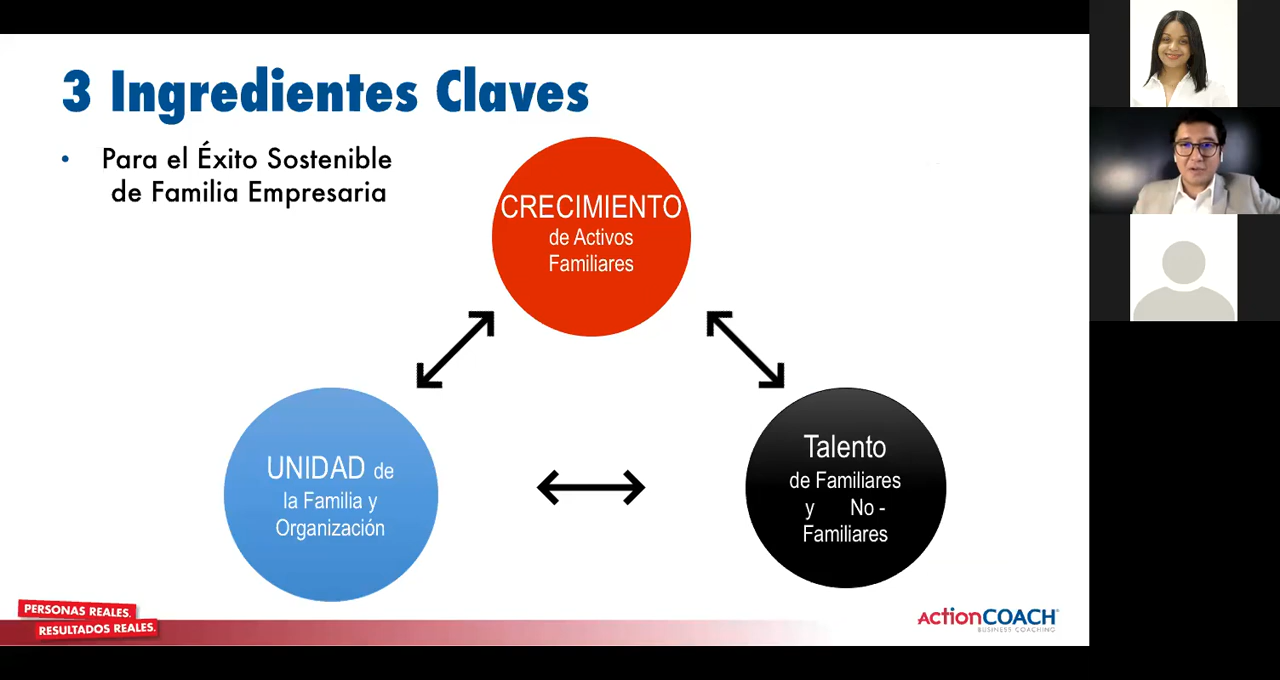 3 Ingredientes Claves
• Para el Éxito Sostenible
de Familia Empresaria
CRECIMIENTO
de Activos
Familiares
UNIDAD de
la Familia y
Organización
Talento
de Familiares
y No -
Familiares
PERSONAS REALES.
RESULTADOS REALES.
ActionCOACH
BUSINESS COACHING